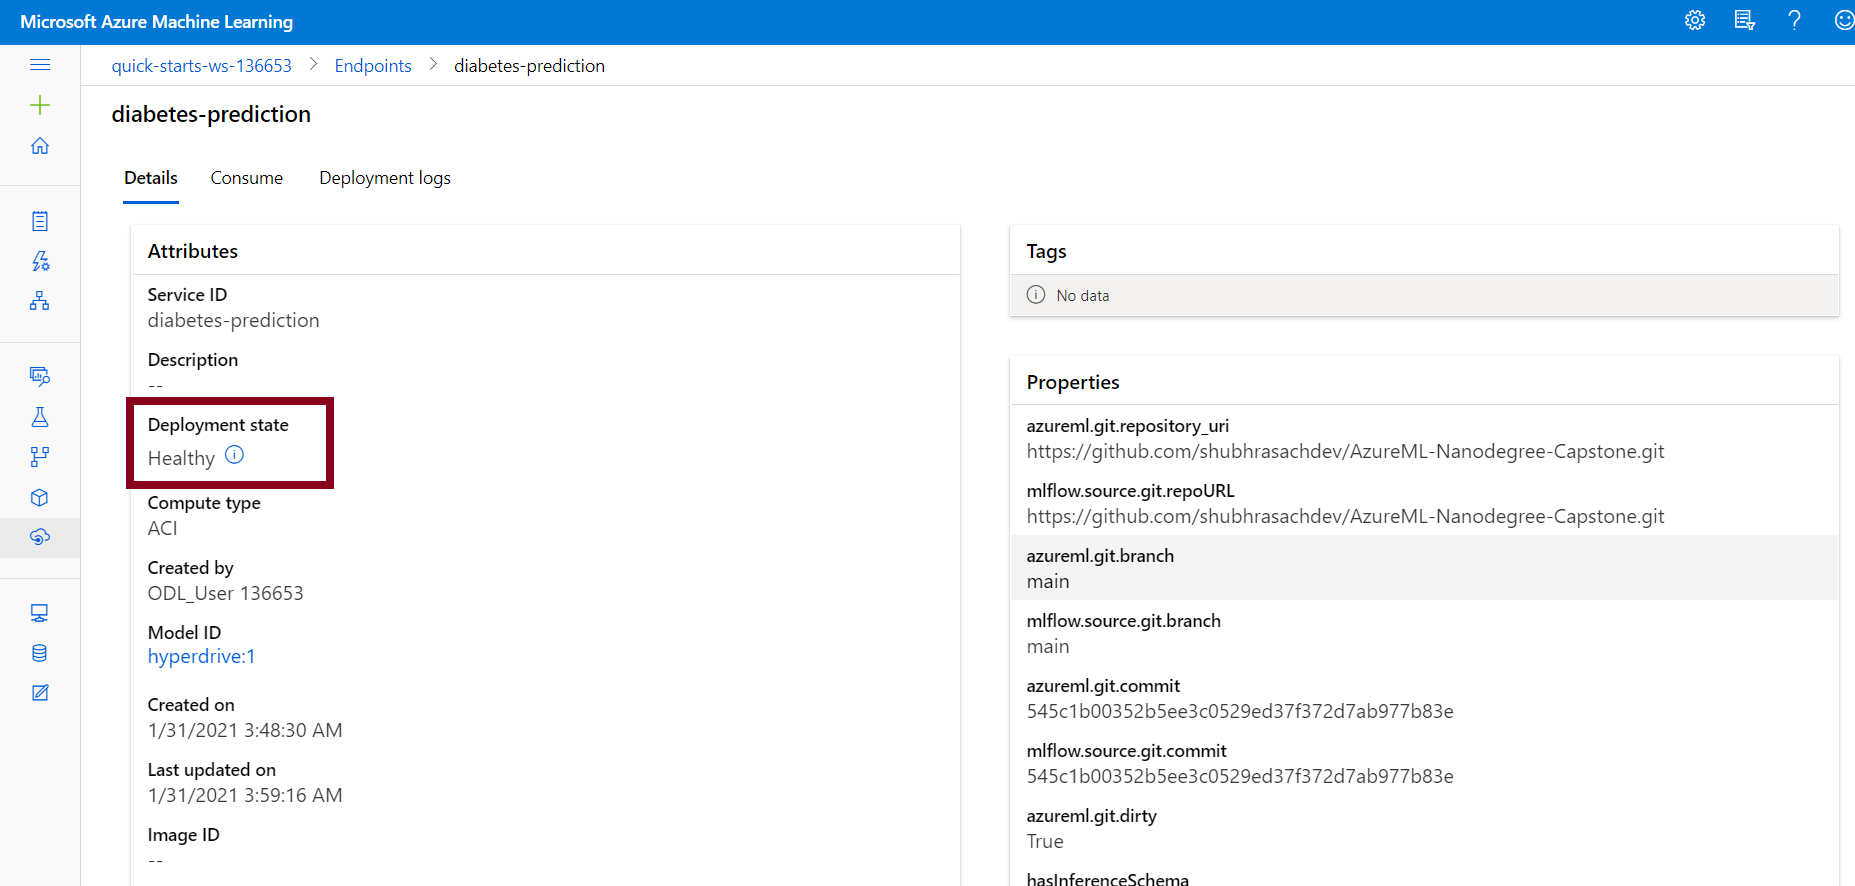 Microsoft Azure Machine Learning
quick-starts-ws-136653 > Endpoints > diabetes-prediction
diabetes-prediction
Details Consume Deployment logs
Attributes
Service ID
diabetes-prediction
Description
--
Deployment state
Healthy
Compute type
ACI
Created by
ODL_User 136653
Model ID
hyperdrive:1
Created on
1/31/2021 3:48:30 AM
Last updated on
1/31/2021 3:59:16 AM
Image ID
--
Tags
No data
Properties
azureml.git.repository_uri
https://github.com/shubhrasachdev/AzureML-Nanodegree-Capstone.git
mlflow.source.git.repoURL
https://github.com/shubhrasachdev/AzureML-Nanodegree-Capstone.git
azureml.git.branch
main
mlflow.source.git.branch
main
azureml.git.commit
545c1b00352b5ee3c0529ed37f372d7ab977b83e
mlflow.source.git.commit
545c1b00352b5ee3c0529ed37f372d7ab977b83e
azureml.git.dirty
True
hasInferenceSchema